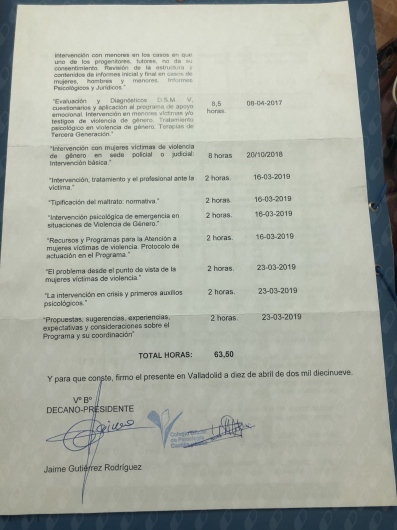 Intervención con menores en los casos en que
uno de los progenitores, tutores, no da su
consentimiento. Revisión de la estructura y
contenidos de informes inicial y final en casos de
mujeres, hombres y menores. Informes
Psicológicos y Jurídicos."
"Evaluación y Diagnósticos D.S.M. V,
cuestionarios y aplicación al programa de apoyo
emocional. Intervención en menores víctimas y/o
testigos de violencia de género. Tratamiento
psicológico en violencia de género. Terapias de
Tercera Generación."
8,5
horas.
08-04-2017
"Intervención con mujeres víctimas de violencia
de género en sede policial o judicial.
Intervención básica."
8 horas
20/10/2018
"Intervención, tratamiento y el profesional ante la
víctima."
2 horas.
16-03-2019
"Tipificación del maltrato: normativa."
2 horas.
16-03-2019
"Intervención psicológica de emergencia en
situaciones de Violencia de Género."
2 horas.
16-03-2019
"Recursos y Programas para la Atención a
mujeres víctimas de violencia. Protocolo de
actuación en el Programa."
2 horas.
16-03-2019
"El problema desde el punto de vista de la
mujeres víctimas de violencia."
2 horas.
23-03-2019
"La intervención en crisis y primeros auxilios
psicológicos."
2 horas.
23-03-2019
"Propuestas, sugerencias, experiencias,
expectativas y consideraciones sobre el
Programa y su coordinación"
2 horas.
23-03-2019
TOTAL HORAS: 63,50
Y para que conste, firmo el presente en Valladolid a diez de abril de dos mil diecinueve.
Vº Bº
DECANO-PRESIDENTE
Colegio Oficial
de Psicología
Jaime Gutiérrez Rodríguez